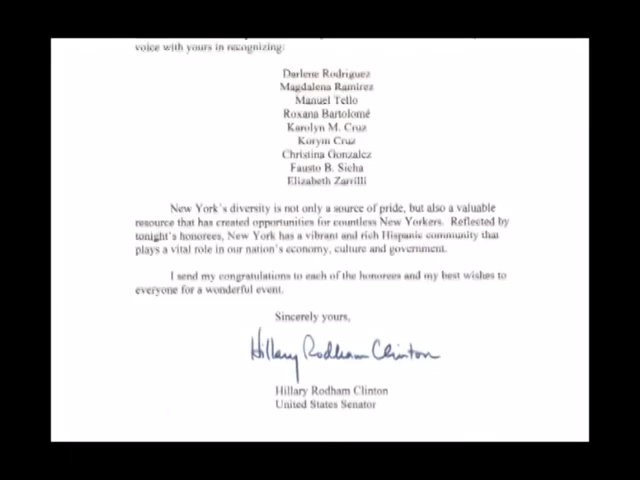 voice with yours in recognizing:
Darlene Rodriguez
Magdalena Ramirez
Manuel Tello
Roxana Bartolomé
Karolyn M. Cruz
Korym Cruz
Christina Gonzalez
Fausto B. Sicha
Elizabeth Zarrilli
New York's diversity is not only a source of pride, but also a valuable
resource that has created opportunities for countless New Yorkers. Reflected by
tonight's honorees, New York has a vibrant and rich Hispanic community that
plays a vital role in our nation's economy, culture and government.
I send my congratulations to each of the honorees and my best wishes to
everyone for a wonderful event.
Sincerely yours,
Hillary Rodham Clinton
Hillary Rodham Clinton
United States Senator